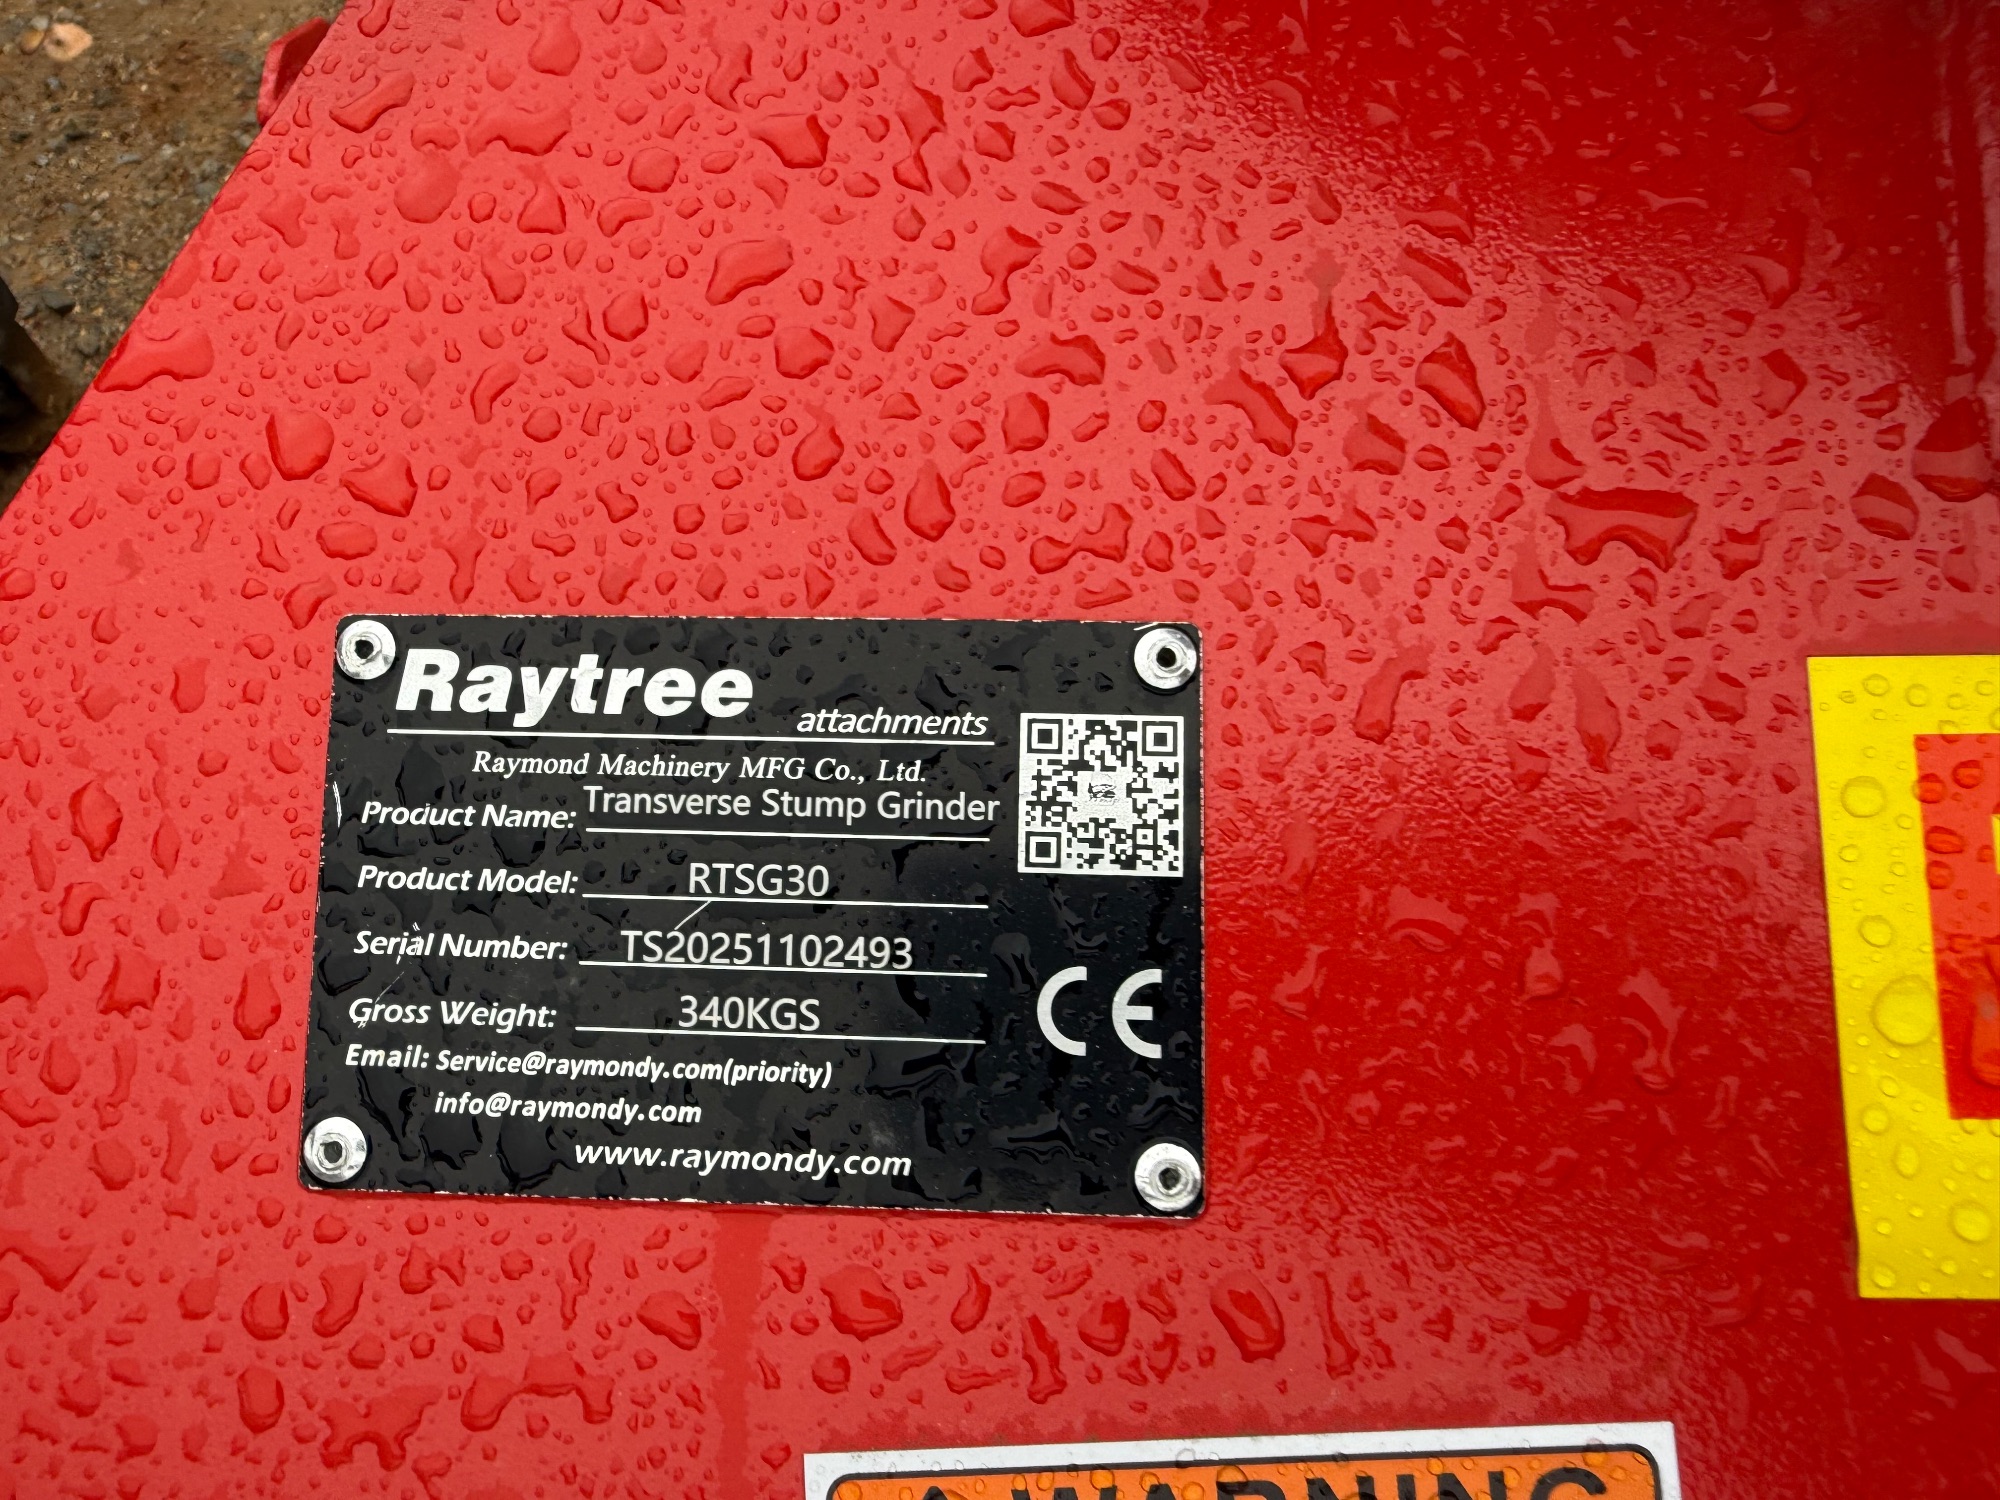 Raytree
attachments
Raymond Machinery MFG Co., Ltd.
Product Name: Transverse Stump Grinder
Product Model: RTSG30
Serial Number: TS20251102493
Gross Weight: 340KGS
Email: Service@raymondy.com(priority)
info@raymondy.com
www.raymondy.com
CE
WARNING